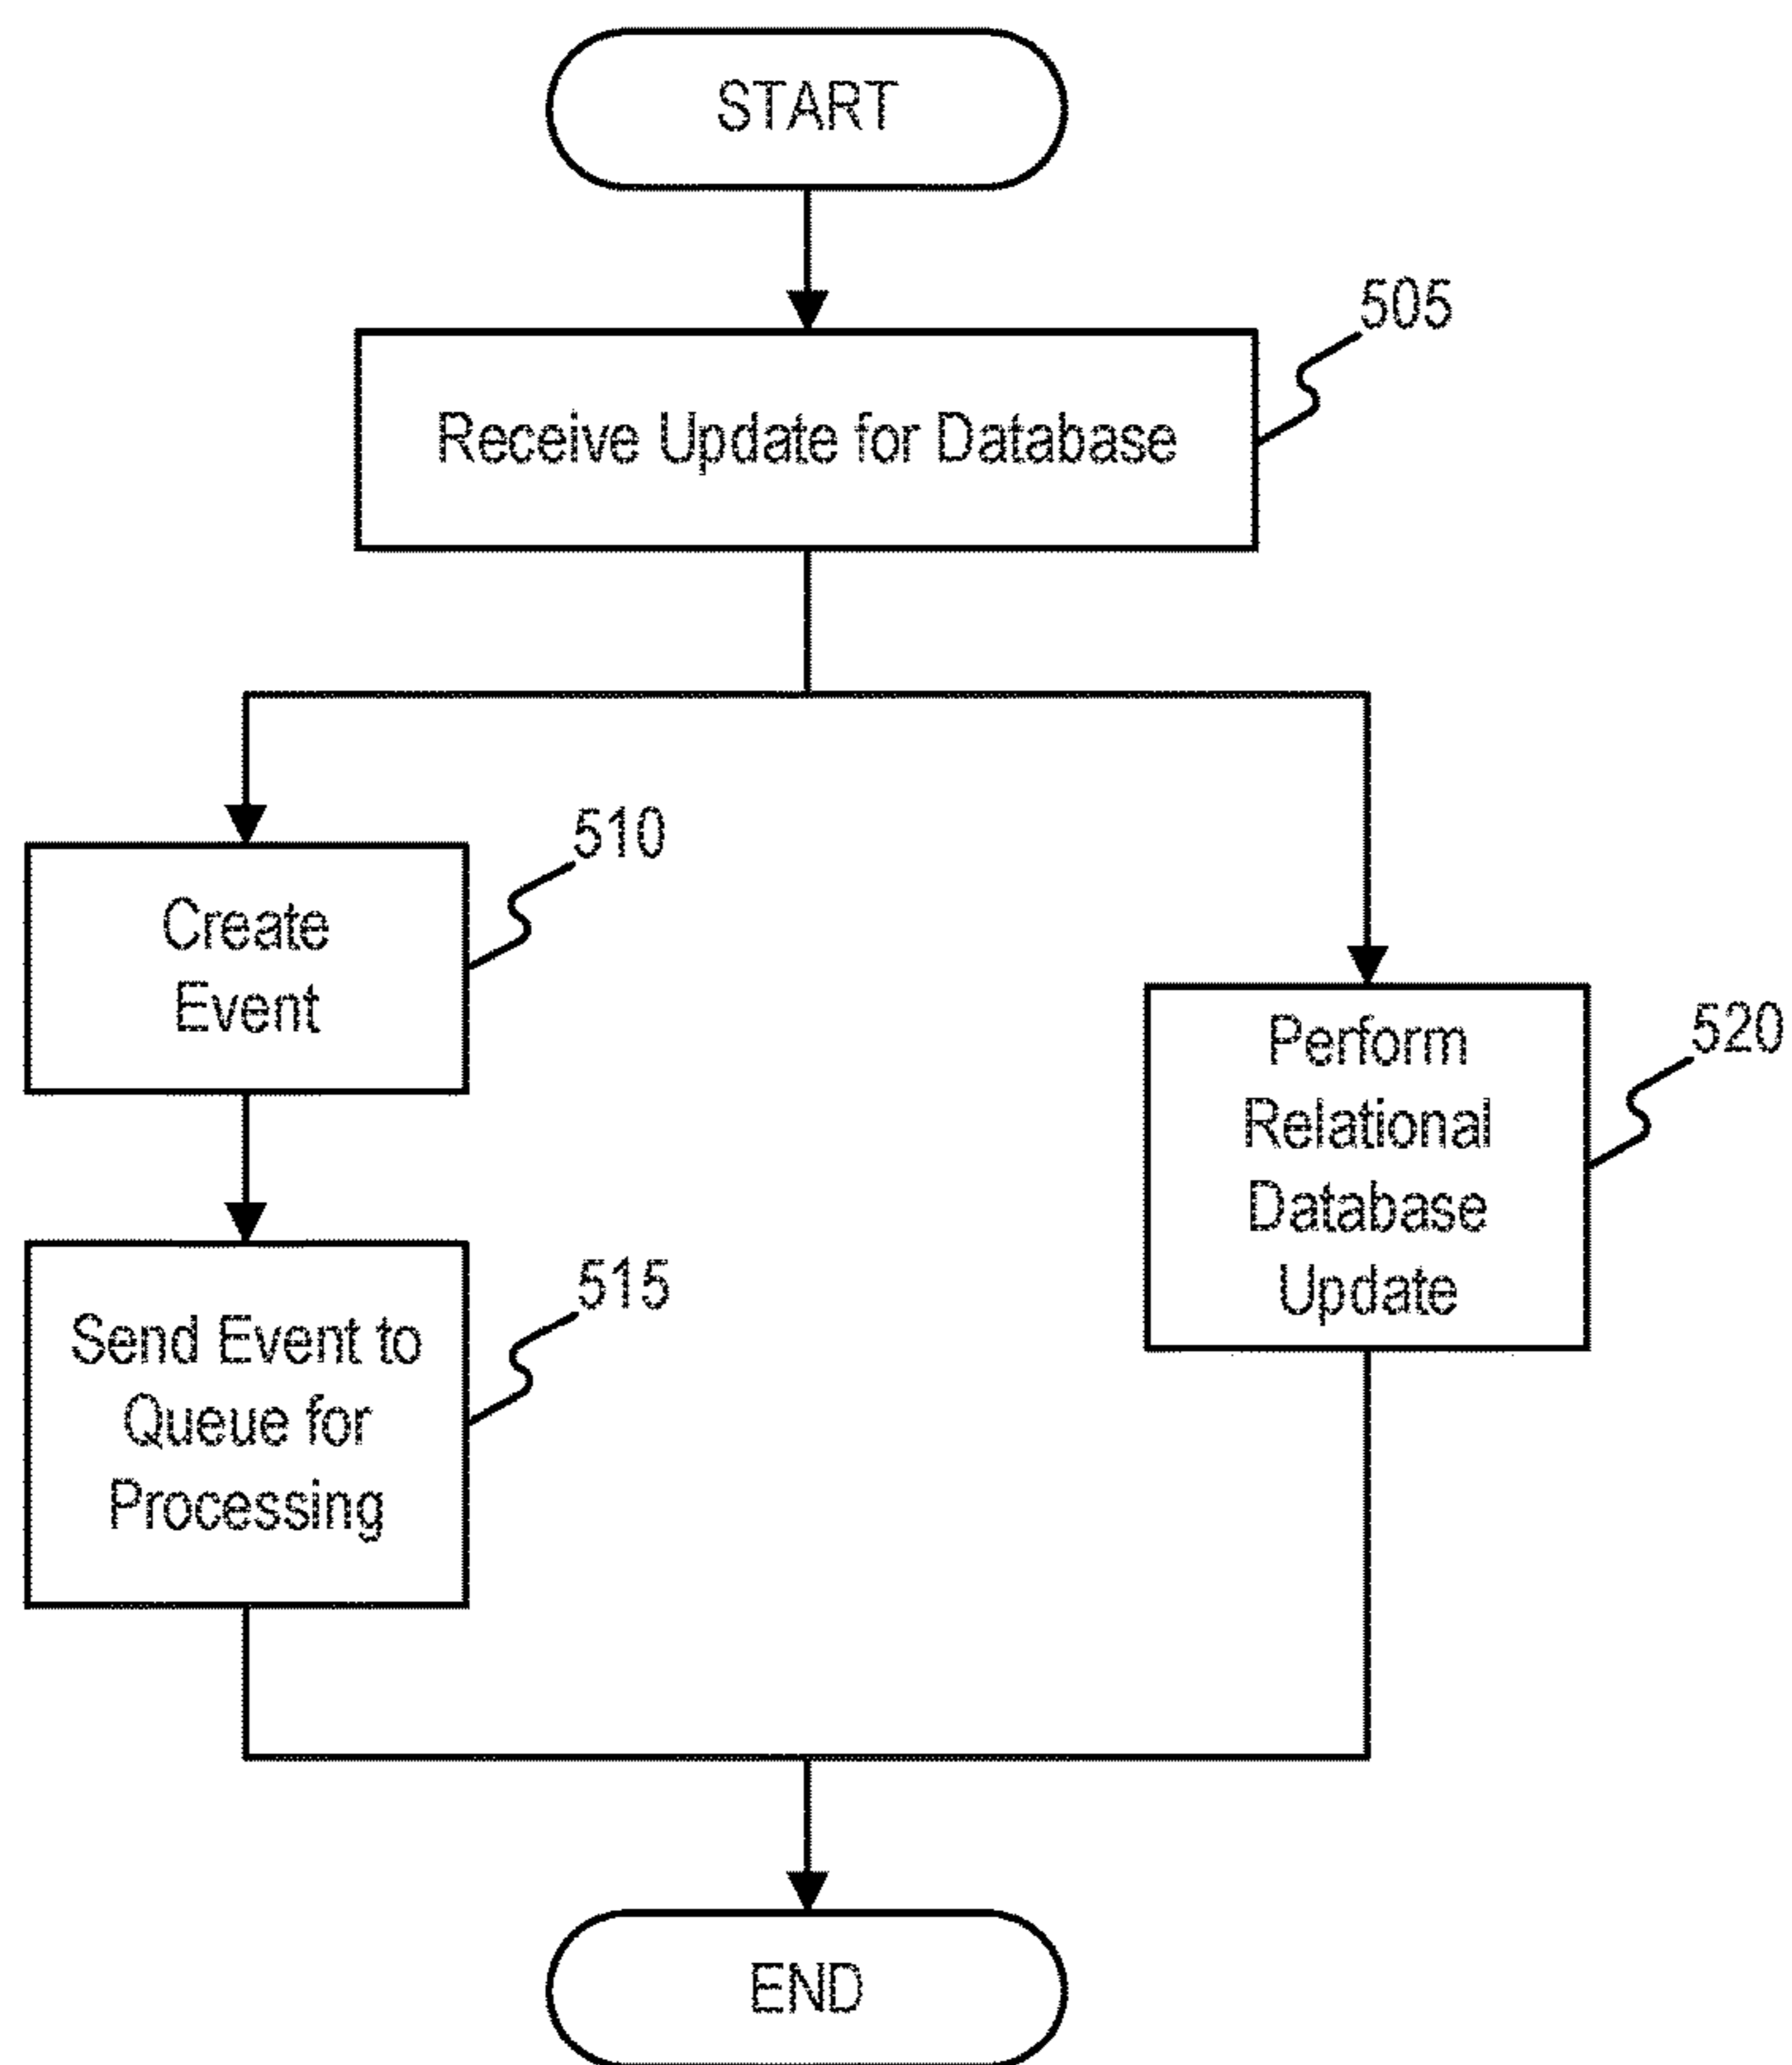 START
505
Receive Update for Database
510
Create
Event
515
Send Event to
Queue for
Processing
520
Perform
Relational
Database
Update
END